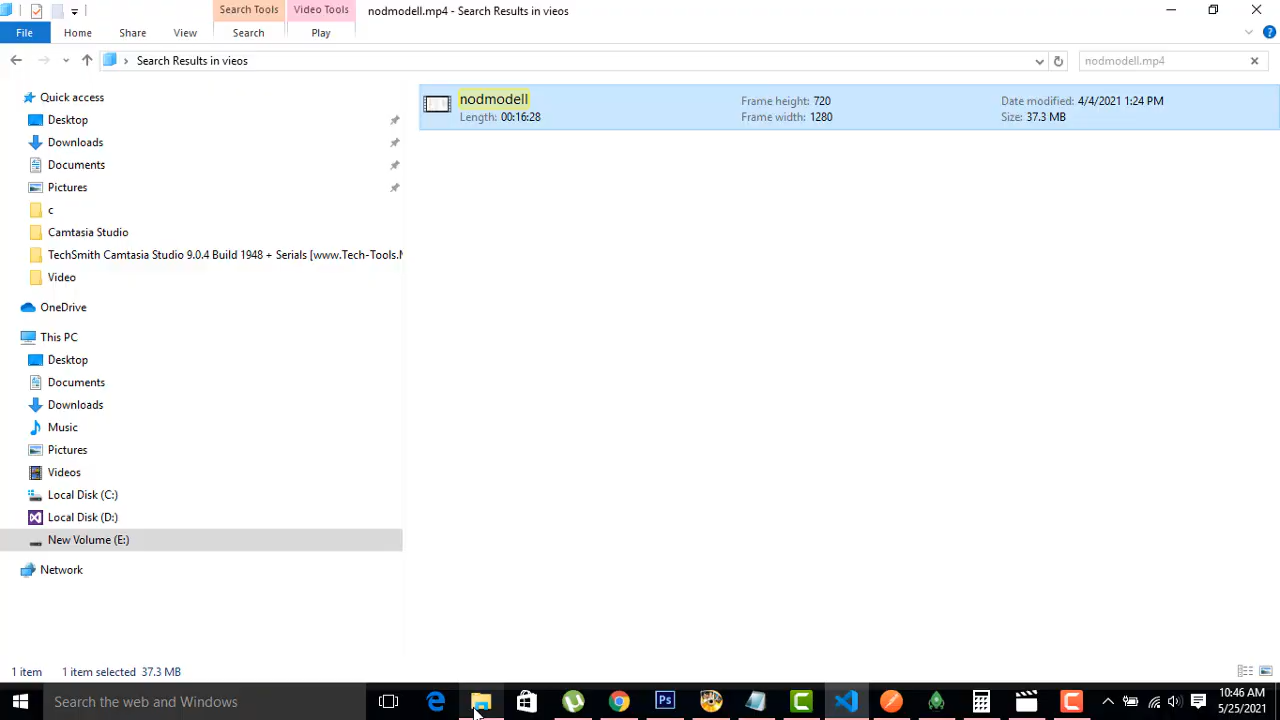 Search Tools
Video Tools
nodmodell.mp4 - Search Results in vieos
File
Home
Share
View
Search
Play
Search Results in vieos
nodmodell.mp4
Quick access
Desktop
Downloads
Documents
Pictures
c
Camtasia Studio
TechSmith Camtasia Studio 9.0.4 Build 1948 + Serials [www.Tech-Tools.M
Video
OneDrive
This PC
Desktop
Documents
Downloads
Music
Pictures
Videos
Local Disk (C:)
Local Disk (D:)
New Volume (E:)
Network
nodmodell
Length: 00:16:28
Frame height: 720
Frame width: 1280
Date modified: 4/4/2021 1:24 PM
Size: 37.3 MB
1 item 1 item selected 37.3 MB
Search the web and Windows
Ps
10:46 AM
5/25/2021